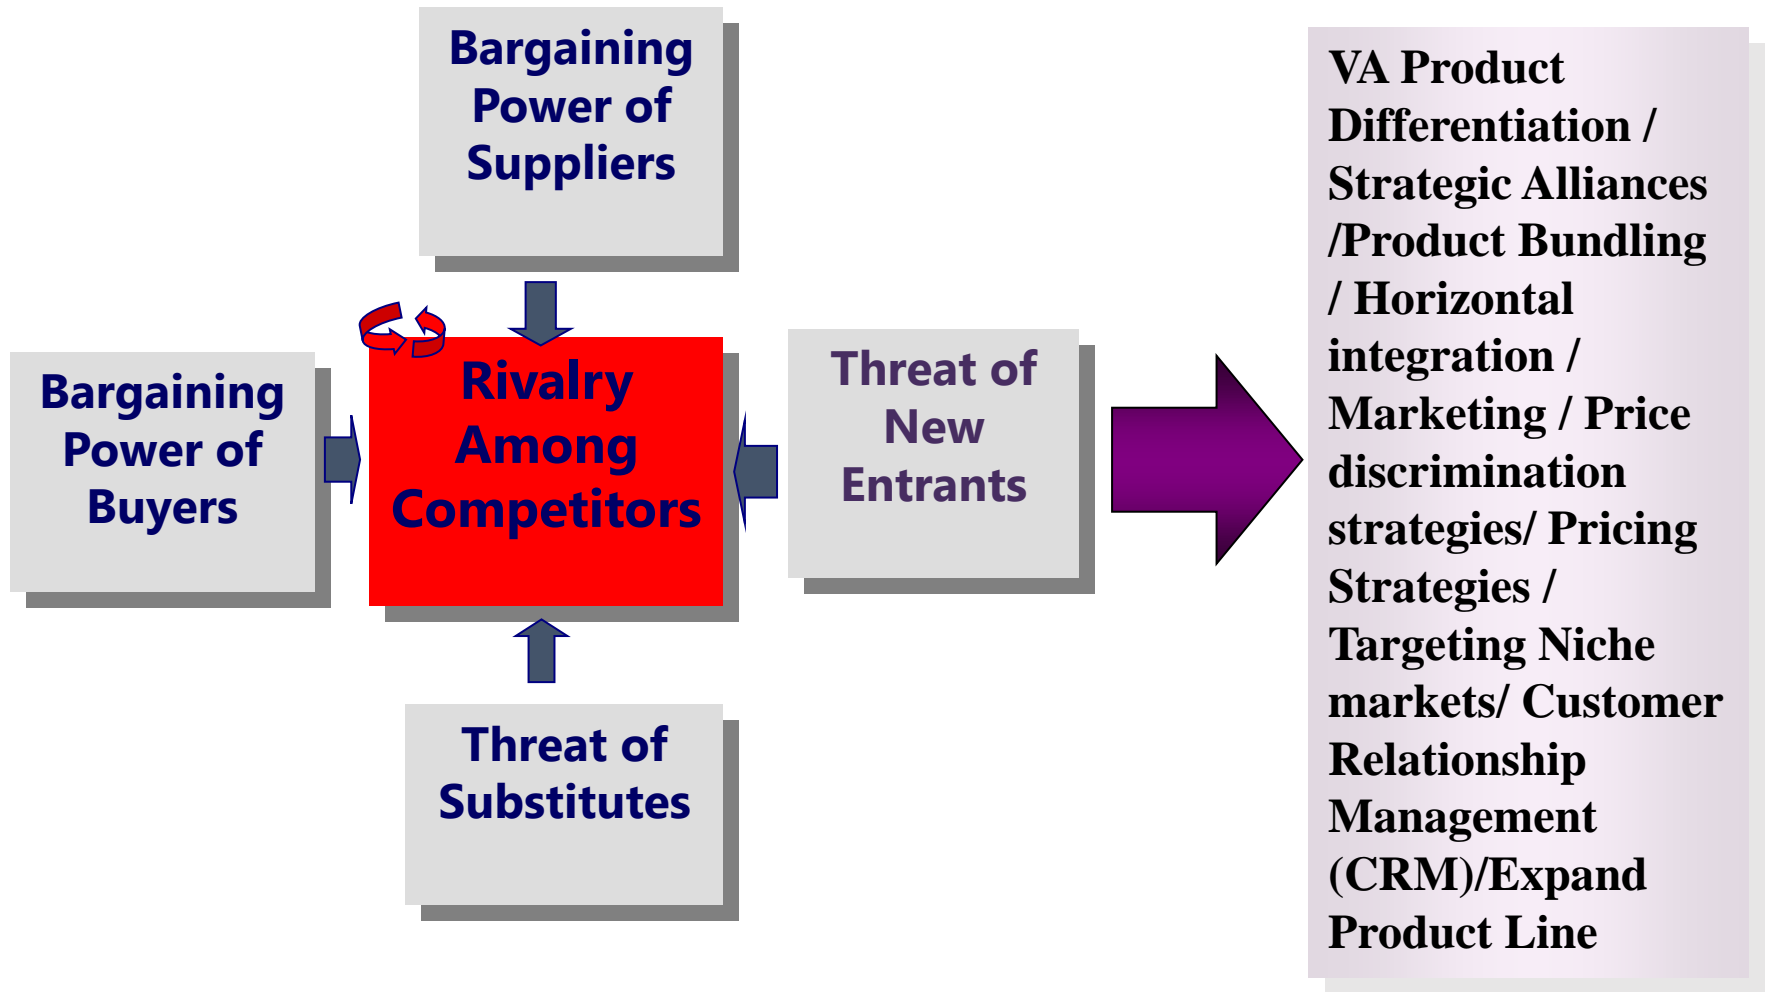 Bargaining
Power of
Suppliers
Bargaining
Power of
Buyers
Rivalry
Among
Competitors
Threat of
New
Entrants
Threat of
Substitutes
VA Product
Differentiation /
Strategic Alliances
/Product Bundling
/ Horizontal
integration /
Marketing / Price
discrimination
strategies/ Pricing
Strategies /
Targeting Niche
markets/ Customer
Relationship
Management
(CRM)/Expand
Product Line